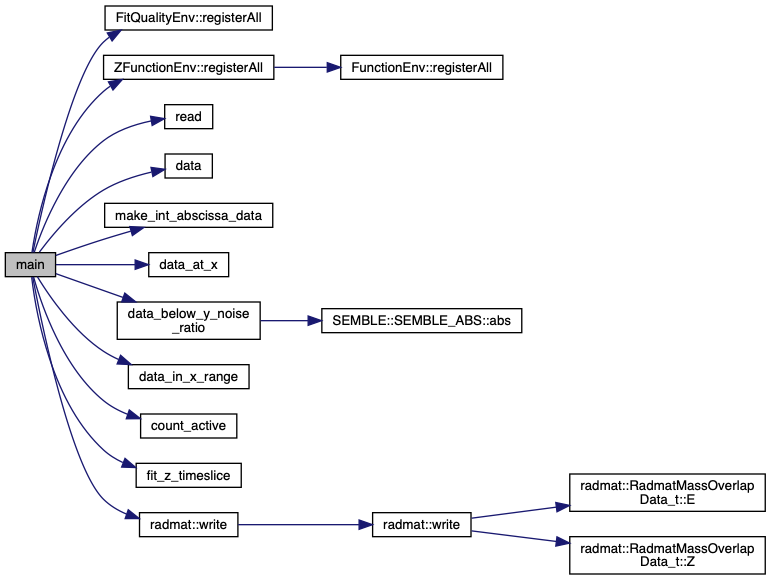 FitQualityEnv::registerAll
ZFunctionEnv::registerAll
FunctionEnv::registerAll
read
data
make_int_abscissa_data
main
data_at_x
data_below_y_noise
_ratio
SEMBLE::SEMBLE_ABS::abs
data_in_x_range
count_active
fit_z_timeslice
radmat::write
radmat::write
radmat::RadmatMassOverlap
Data_t::E
radmat::RadmatMassOverlap
Data_t::Z